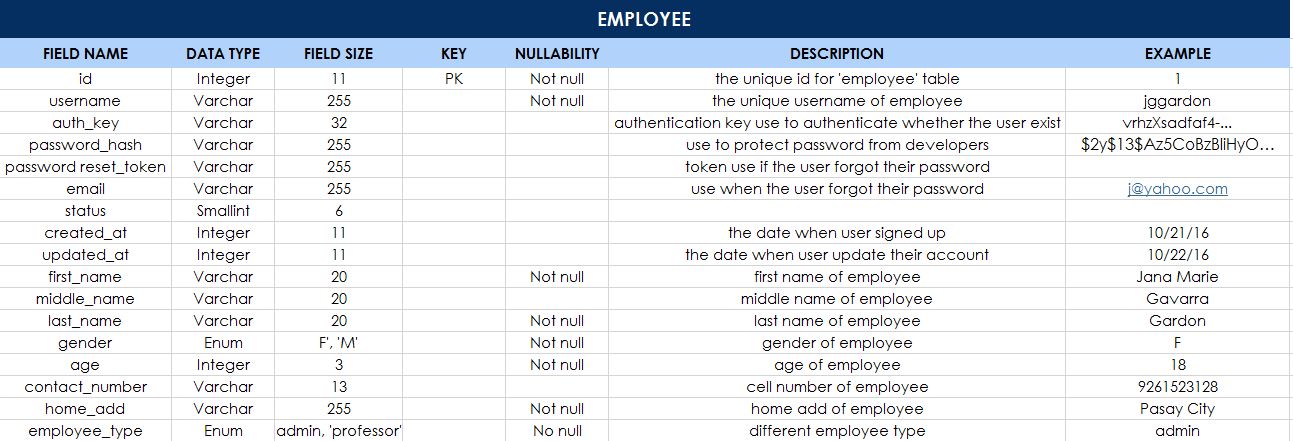 EMPLOYEE
FIELD NAME DATA TYPE FIELD SIZE KEY NULLABILITY DESCRIPTION EXAMPLE
id Integer 11 PK Not null the unique id for 'employee' table 1
username Varchar 255 Not null the unique username of employee jggardon
auth_key Varchar 32 authentication key use to authenticate whether the user exist vrhzXsadfaf4-...
password_hash Varchar 255 use to protect password from developers $2y$13$Az5CoBzBliHyO...
password reset_token Varchar 255 token use if the user forgot their password
email Varchar 255 use when the user forgot their password j@yahoo.com
status Smallint 6
created_at Integer 11 the date when user signed up 10/21/16
updated_at Integer 11 the date when user update their account 10/22/16
first_name Varchar 20 Not null first name of employee Jana Marie
middle_name Varchar 20 middle name of employee Gavarra
last_name Varchar 20 Not null last name of employee Gardon
gender Enum F', 'M' Not null gender of employee F
age Integer 3 Not null age of employee 18
contact_number Varchar 13 cell number of employee 9261523128
home_add Varchar 255 Not null home add of employee Pasay City
employee_type Enum admin, 'professor' No null different employee type admin